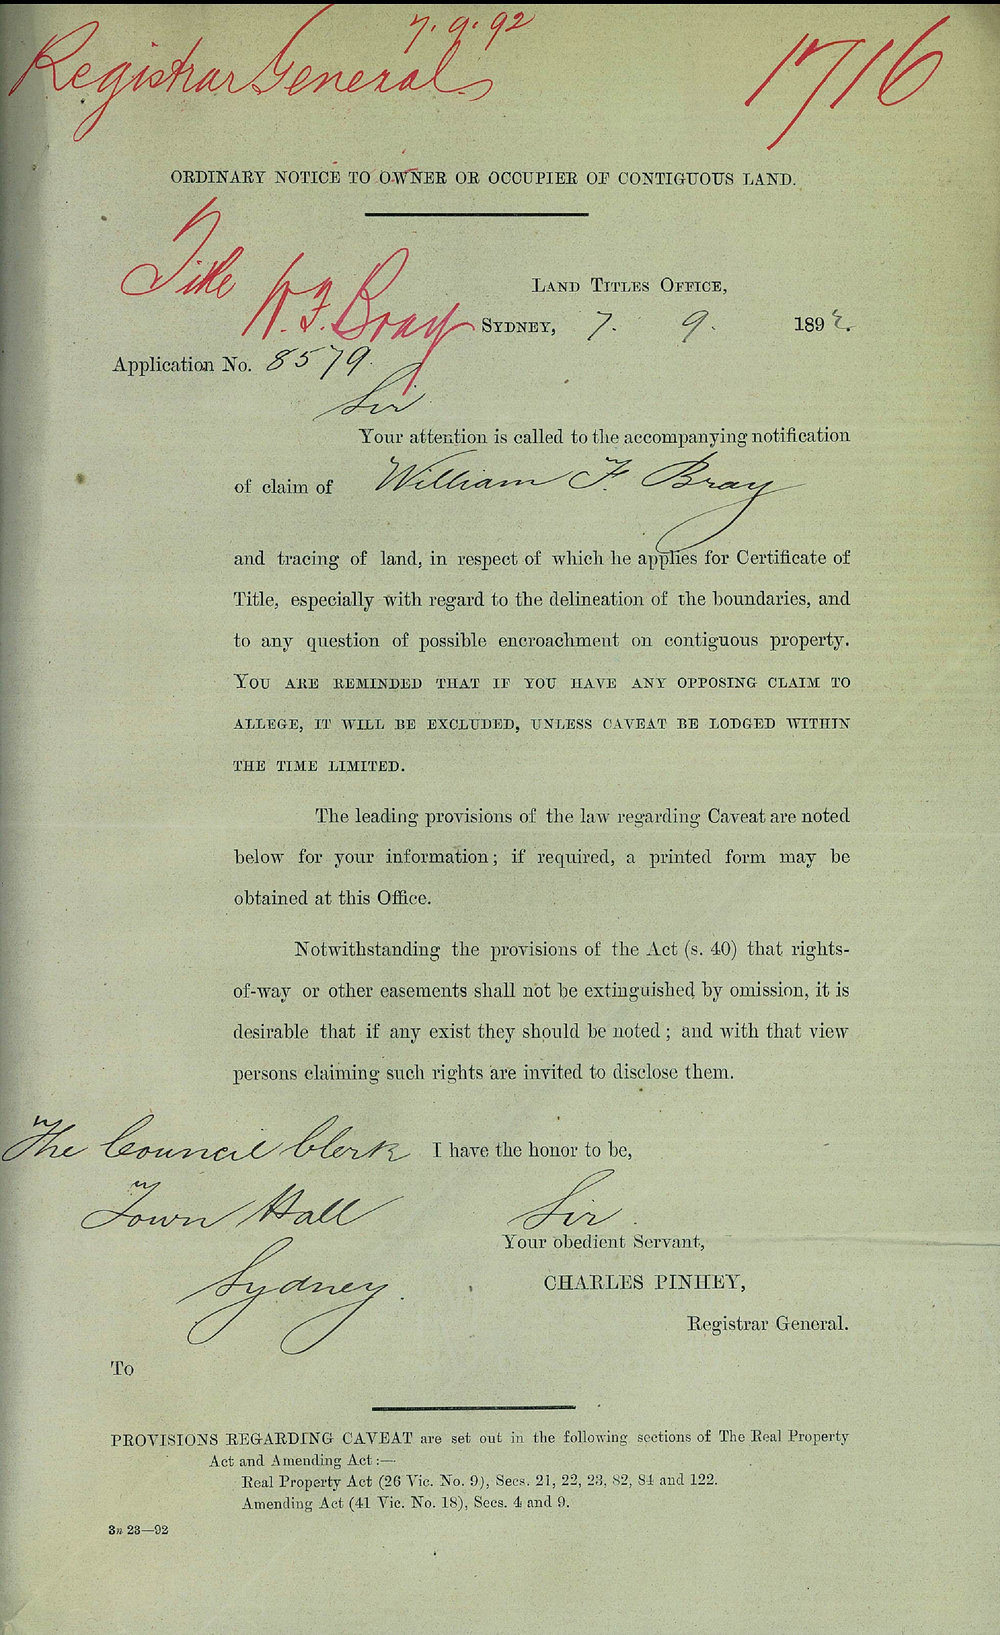 7.9.92
Registrar General
1716
ORDINARY NOTICE TO OWNER OR OCCUPIER OF CONTIGUOUS LAND.
Title
W. F. Bray
LAND TITLES OFFICE,
SYDNEY, 7. 9. 1892.
Application No. 8579.
Sir
Your attention is called to the accompanying notification
of claim of William F. Bray
and tracing of land, in respect of which he applies for Certificate of
Title, especially with regard to the delineation of the boundaries, and
to any question of possible encroachment on contiguous property.
YOU ARE REMINDED THAT IF YOU HAVE ANY OPPOSING CLAIM TO
ALLEGE, IT WILL BE EXCLUDED, UNLESS CAVEAT BE LODGED WITHIN
THE TIME LIMITED.
The leading provisions of the law regarding Caveat are noted
below for your information; if required, a printed form may be
obtained at this Office.
Notwithstanding the provisions of the Act (s. 40) that rights-
of-way or other easements shall not be extinguished by omission, it is
desirable that if any exist they should be noted; and with that view
persons claiming such rights are invited to disclose them.
The Council Clerk I have the honor to be,
Town Hall Sir.
Your obedient Servant,
Sydney. CHARLES PINHEY,
Registrar General.
To
PROVISIONS REGARDING CAVEAT are set out in the following sections of The Real Property
Act and Amending Act:—
Real Property Act (26 Vic. No. 9), Secs. 21, 22, 23, 82, 84 and 122.
Amending Act (41 Vic. No. 18), Secs. 4 and 9.
3n 23—92